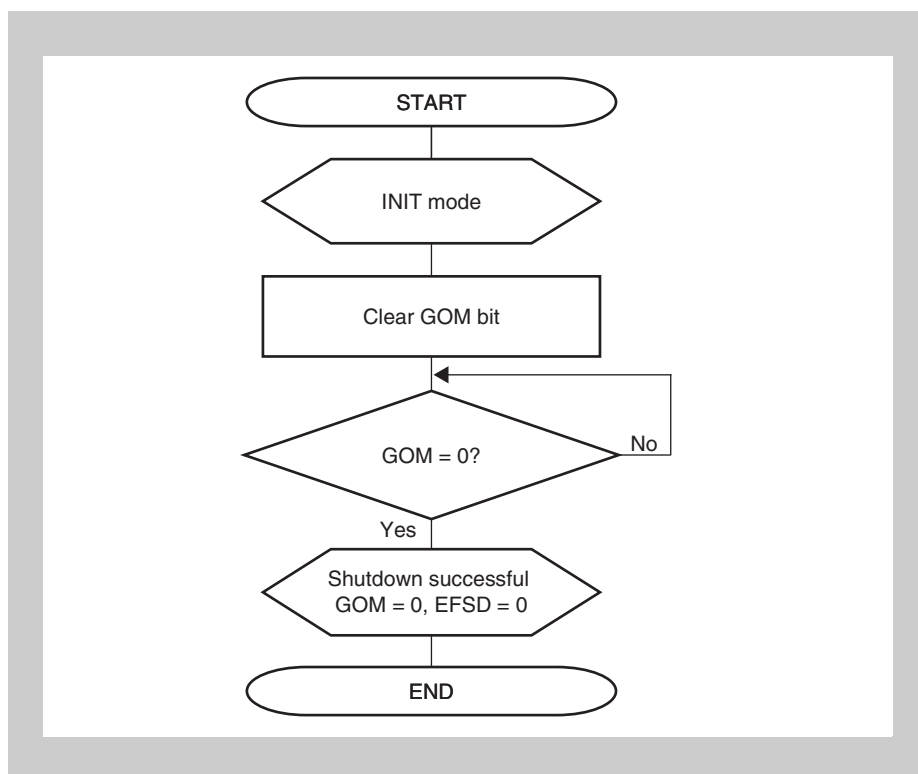 START
INIT mode
Clear GOM bit
GOM = 0?
No
Yes
Shutdown successful
GOM = 0, EFSD = 0
END